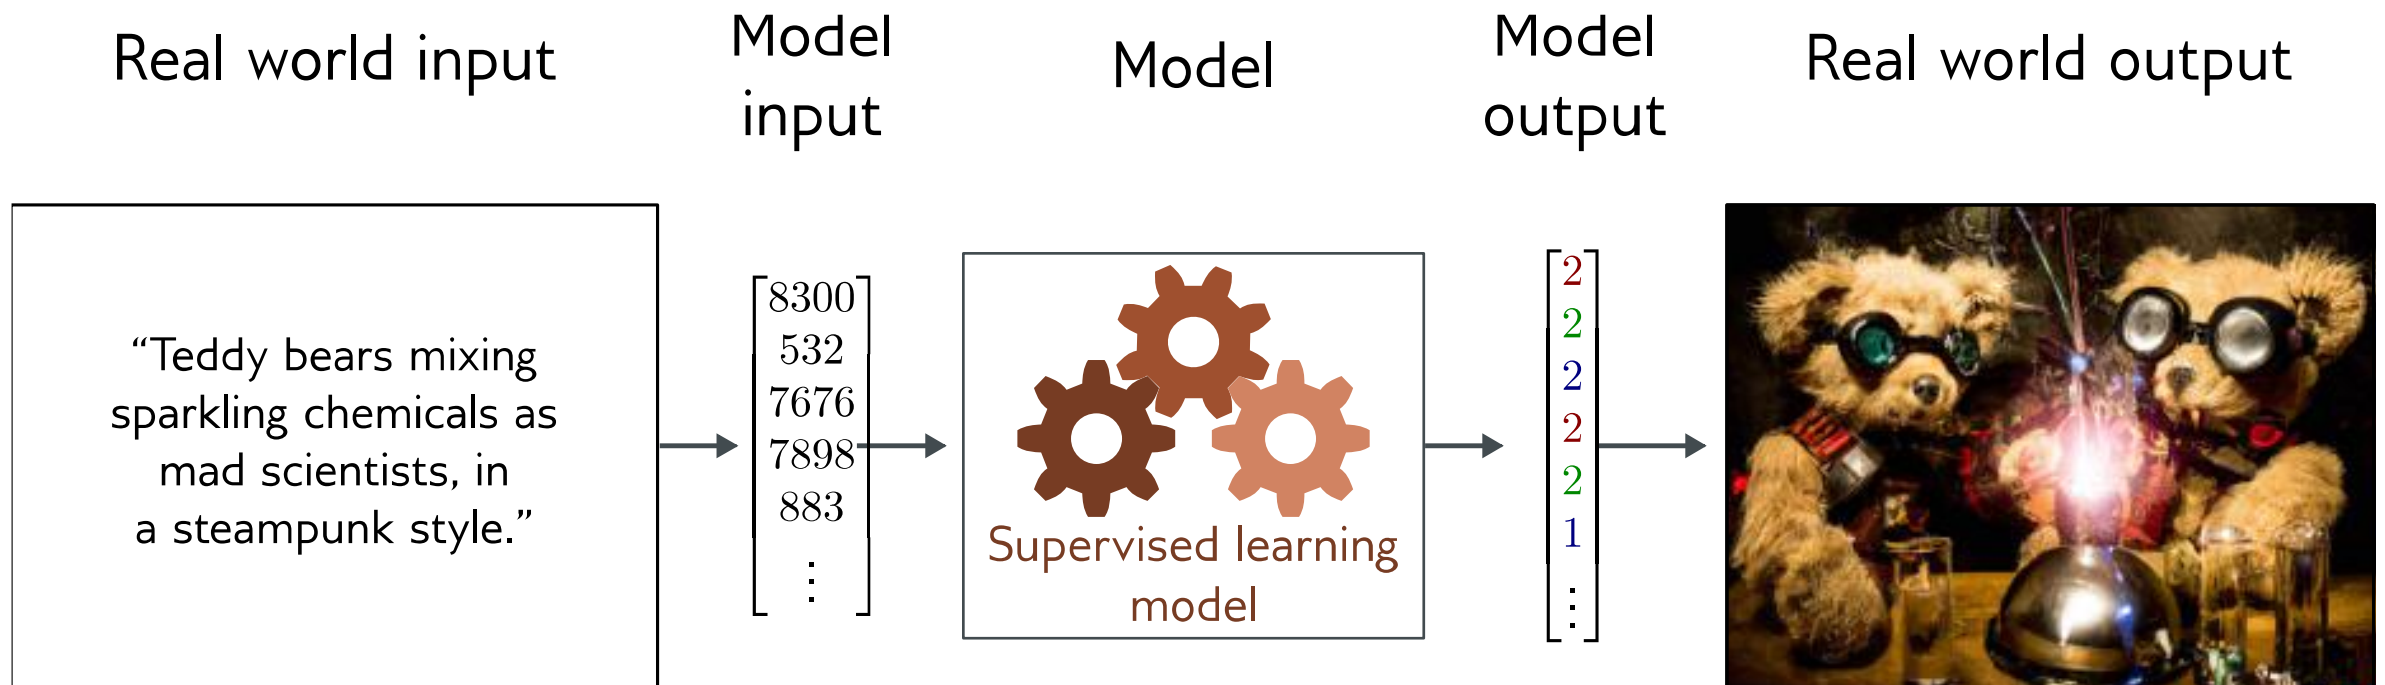 Real world input
Model
input
Model
Model
output
Real world output
“Teddy bears mixing
sparkling chemicals as
mad scientists, in
a steampunk style.”
8300
532
7676
7898
883
⋮
Supervised learning
model
2
2
2
2
2
1
⋮